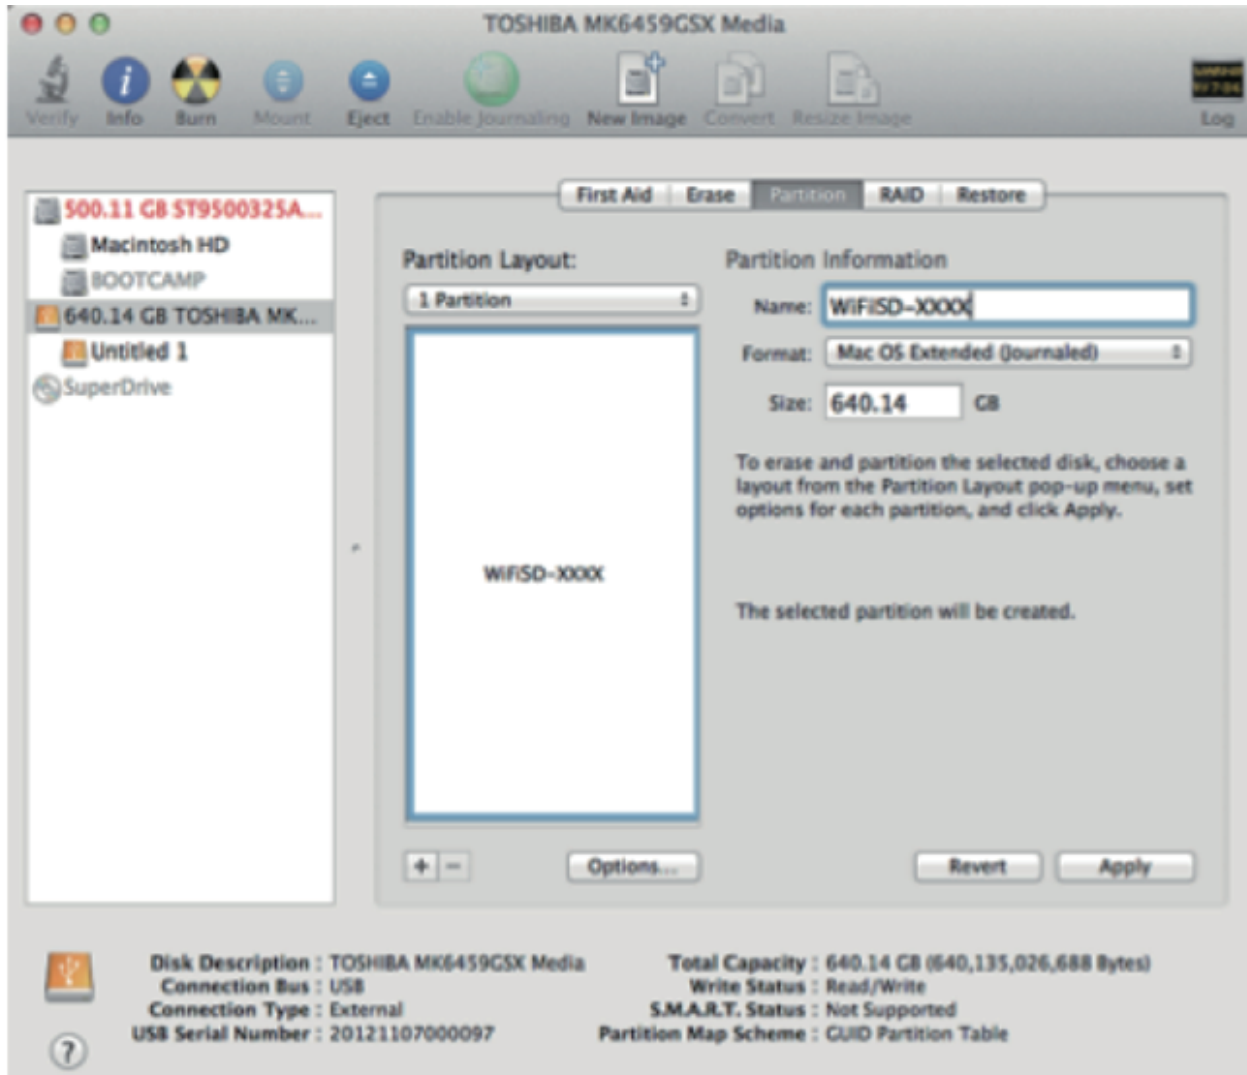 TOSHIBA MK6459GSX Media
Verify Info Burn Mount Eject Enable Journaling New Image Convert Resize Image Log
500.11 GB ST9500325A...
Macintosh HD
BOOTCAMP
640.14 GB TOSHIBA MK...
Untitled 1
SuperDrive
First Aid Erase Partition RAID Restore
Partition Layout:
1 Partition
WiFiSD-XXXX
+ − Options...
Partition Information
Name: WiFiSD-XXXX
Format: Mac OS Extended (Journaled)
Size: 640.14 GB
To erase and partition the selected disk, choose a
layout from the Partition Layout pop-up menu, set
options for each partition, and click Apply.
The selected partition will be created.
Revert Apply
Disk Description : TOSHIBA MK6459GSX Media
Connection Bus : USB
Connection Type : External
USB Serial Number : 20121107000097
Total Capacity : 640.14 GB (640,135,026,688 Bytes)
Write Status : Read/Write
S.M.A.R.T. Status : Not Supported
Partition Map Scheme : GUID Partition Table
?